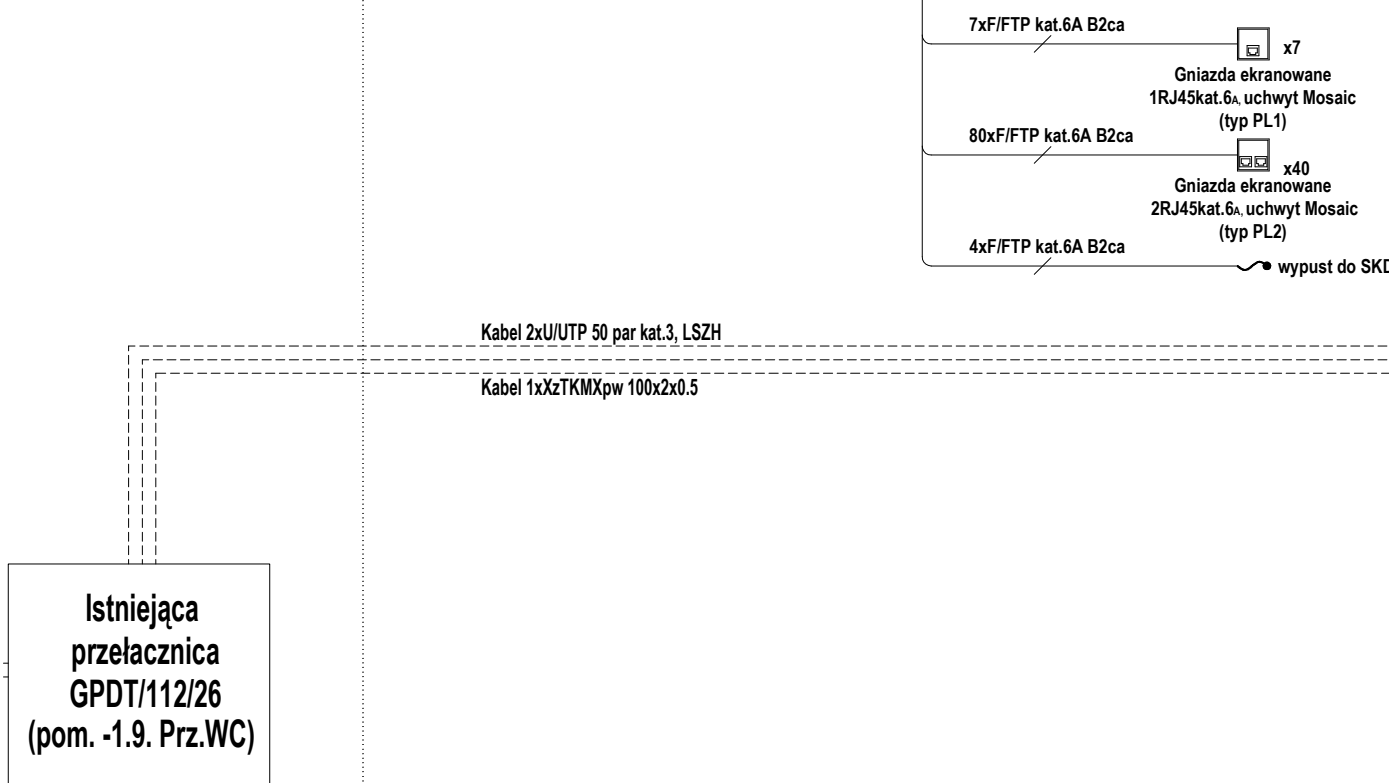 7xF/FTP kat.6A B2ca
x7
Gniazda ekranowane
1RJ45kat.6A, uchwyt Mosaic
(typ PL1)
80xF/FTP kat.6A B2ca
x40
Gniazda ekranowane
2RJ45kat.6A, uchwyt Mosaic
(typ PL2)
4xF/FTP kat.6A B2ca
wypust do SKD
Kabel 2xU/UTP 50 par kat.3, LSZH
Kabel 1xXzTKMXpw 100x2x0.5
Istniejąca
przełacznica
GPDT/112/26
(pom. -1.9. Prz.WC)